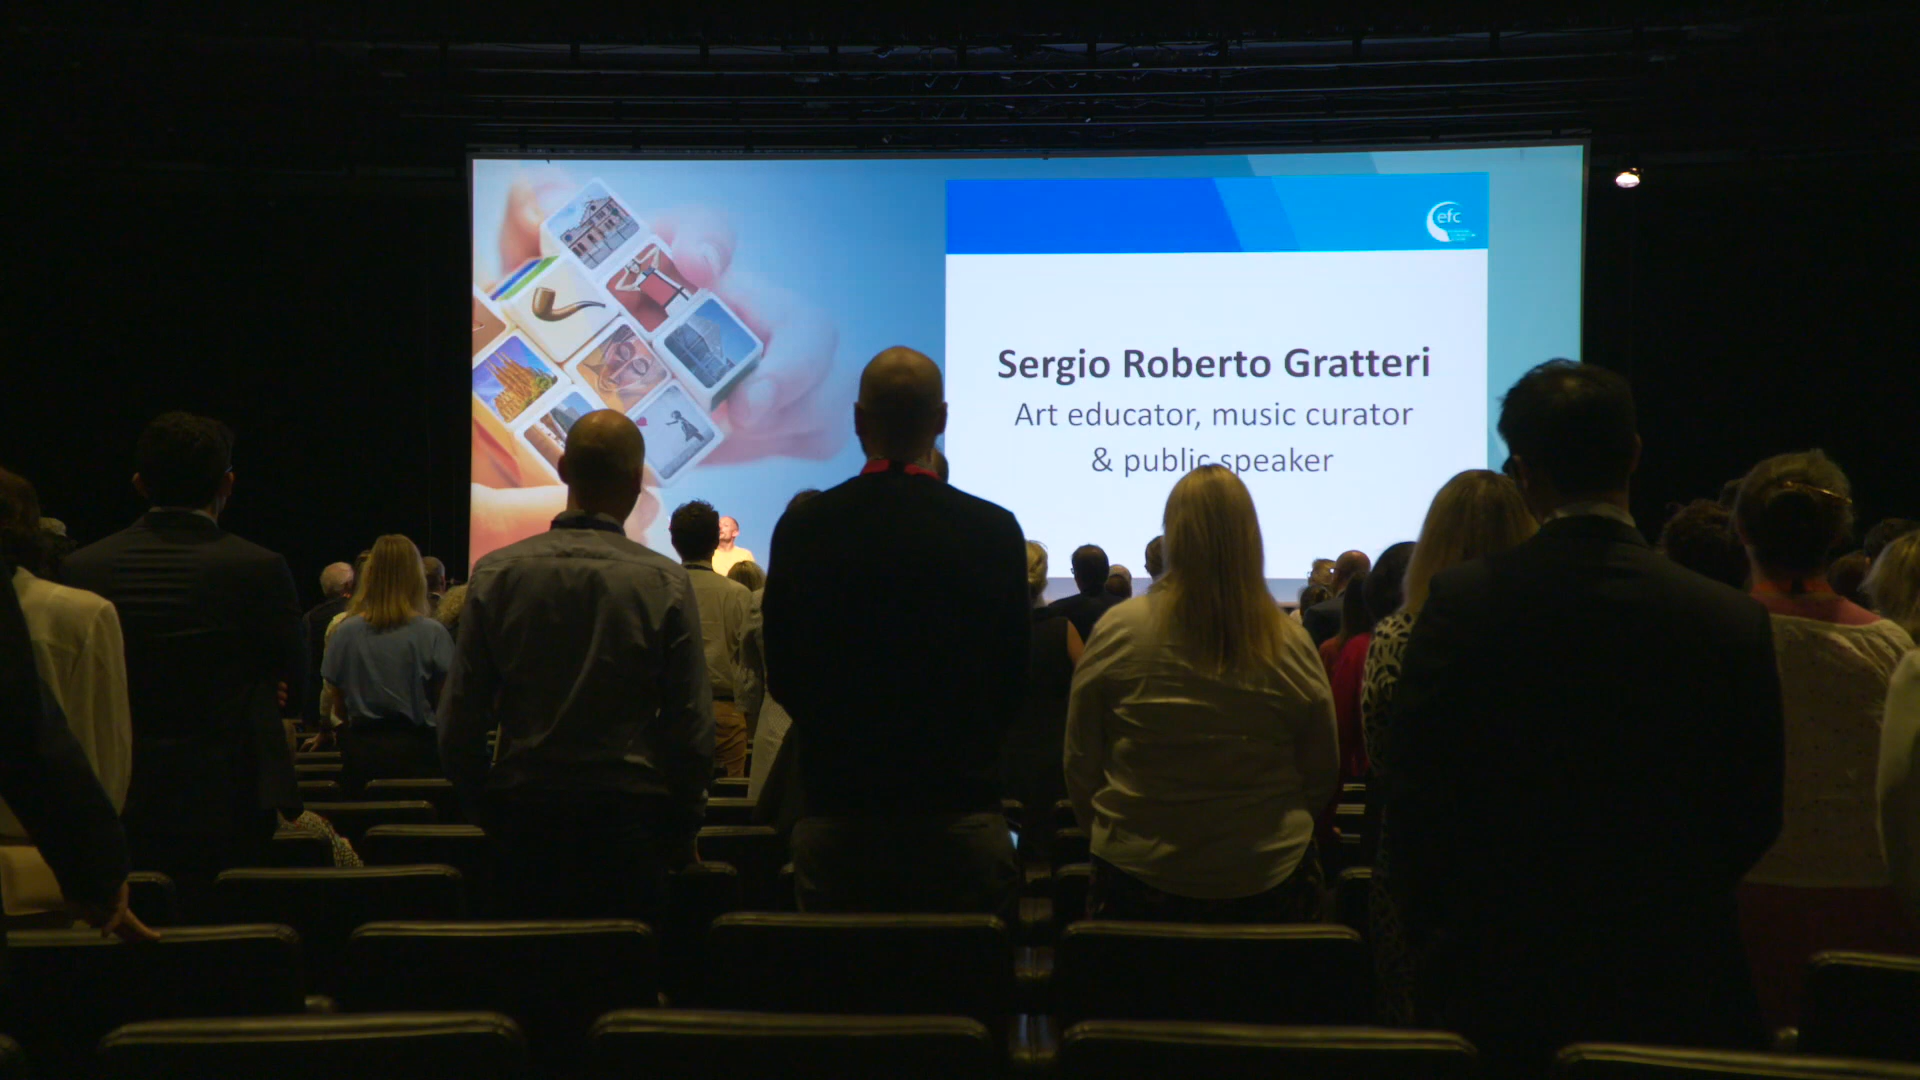 efc
Sergio Roberto Gratteri
Art educator, music curator
& public speaker